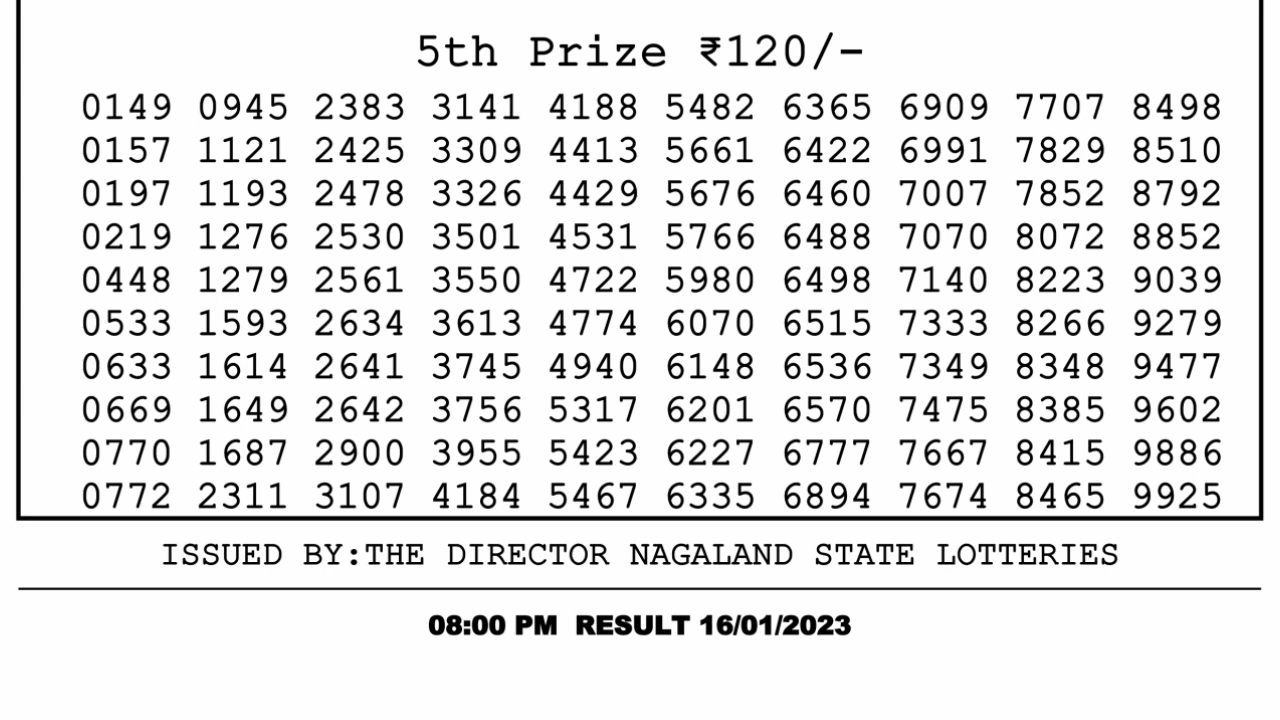 5th Prize ₹120/-
0149 0945 2383 3141 4188 5482 6365 6909 7707 8498
0157 1121 2425 3309 4413 5661 6422 6991 7829 8510
0197 1193 2478 3326 4429 5676 6460 7007 7852 8792
0219 1276 2530 3501 4531 5766 6488 7070 8072 8852
0448 1279 2561 3550 4722 5980 6498 7140 8223 9039
0533 1593 2634 3613 4774 6070 6515 7333 8266 9279
0633 1614 2641 3745 4940 6148 6536 7349 8348 9477
0669 1649 2642 3756 5317 6201 6570 7475 8385 9602
0770 1687 2900 3955 5423 6227 6777 7667 8415 9886
0772 2311 3107 4184 5467 6335 6894 7674 8465 9925
ISSUED BY:THE DIRECTOR NAGALAND STATE LOTTERIES
08:00 PM RESULT 16/01/2023